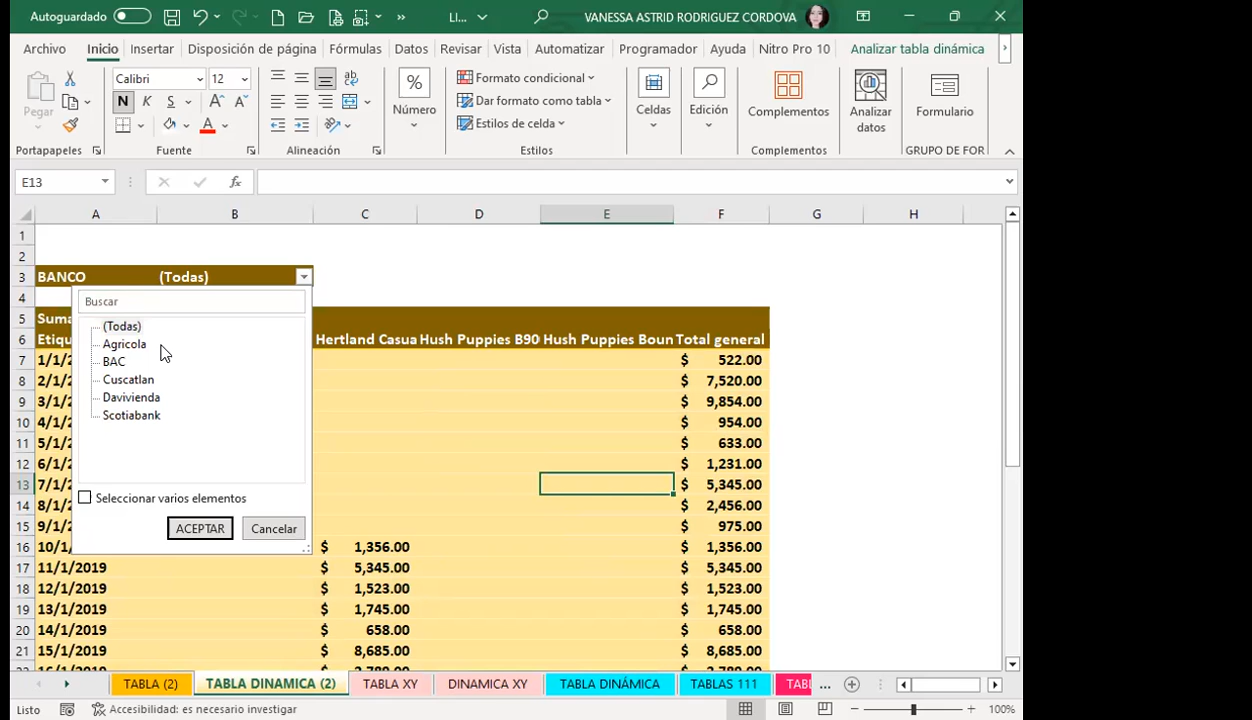 Autoguardado LI... VANESSA ASTRID RODRIGUEZ CORDOVA
Archivo Inicio Insertar Disposición de página Fórmulas Datos Revisar Vista Automatizar Programador Ayuda Nitro Pro 10 Analizar tabla dinámica
Pegar
Calibri 12
N K S
A A
A
ab
%
Número
Formato condicional
Dar formato como tabla
Estilos de celda
Celdas
Edición
Complementos
Analizar
datos
Formulario
Portapapeles Fuente Alineación Estilos Complementos GRUPO DE FOR
E13 fx
A B C D E F G H
1
2
3 BANCO (Todas)
4
5 Suma
6 Etiqu Hertland Casua Hush Puppies B90 Hush Puppies Boun Total general
7 1/1/2 $ 522.00
8 2/1/2 $ 7,520.00
9 3/1/2 $ 9,854.00
10 4/1/2 $ 954.00
11 5/1/2 $ 633.00
12 6/1/2 $ 1,231.00
13 7/1/2 $ 5,345.00
14 8/1/2 $ 2,456.00
15 9/1/2 $ 975.00
16 10/1/ $ 1,356.00 $ 1,356.00
17 11/1/2019 $ 5,345.00 $ 5,345.00
18 12/1/2019 $ 1,523.00 $ 1,523.00
19 13/1/2019 $ 1,745.00 $ 1,745.00
20 14/1/2019 $ 658.00 $ 658.00
21 15/1/2019 $ 8,685.00 $ 8,685.00
Buscar
(Todas)
Agricola
BAC
Cuscatlan
Davivienda
Scotiabank
Seleccionar varios elementos
ACEPTAR Cancelar
TABLA (2) TABLA DINAMICA (2) TABLA XY DINAMICA XY TABLA DINÁMICA TABLAS 111 TABI ...
Listo Accesibilidad: es necesario investigar 100%